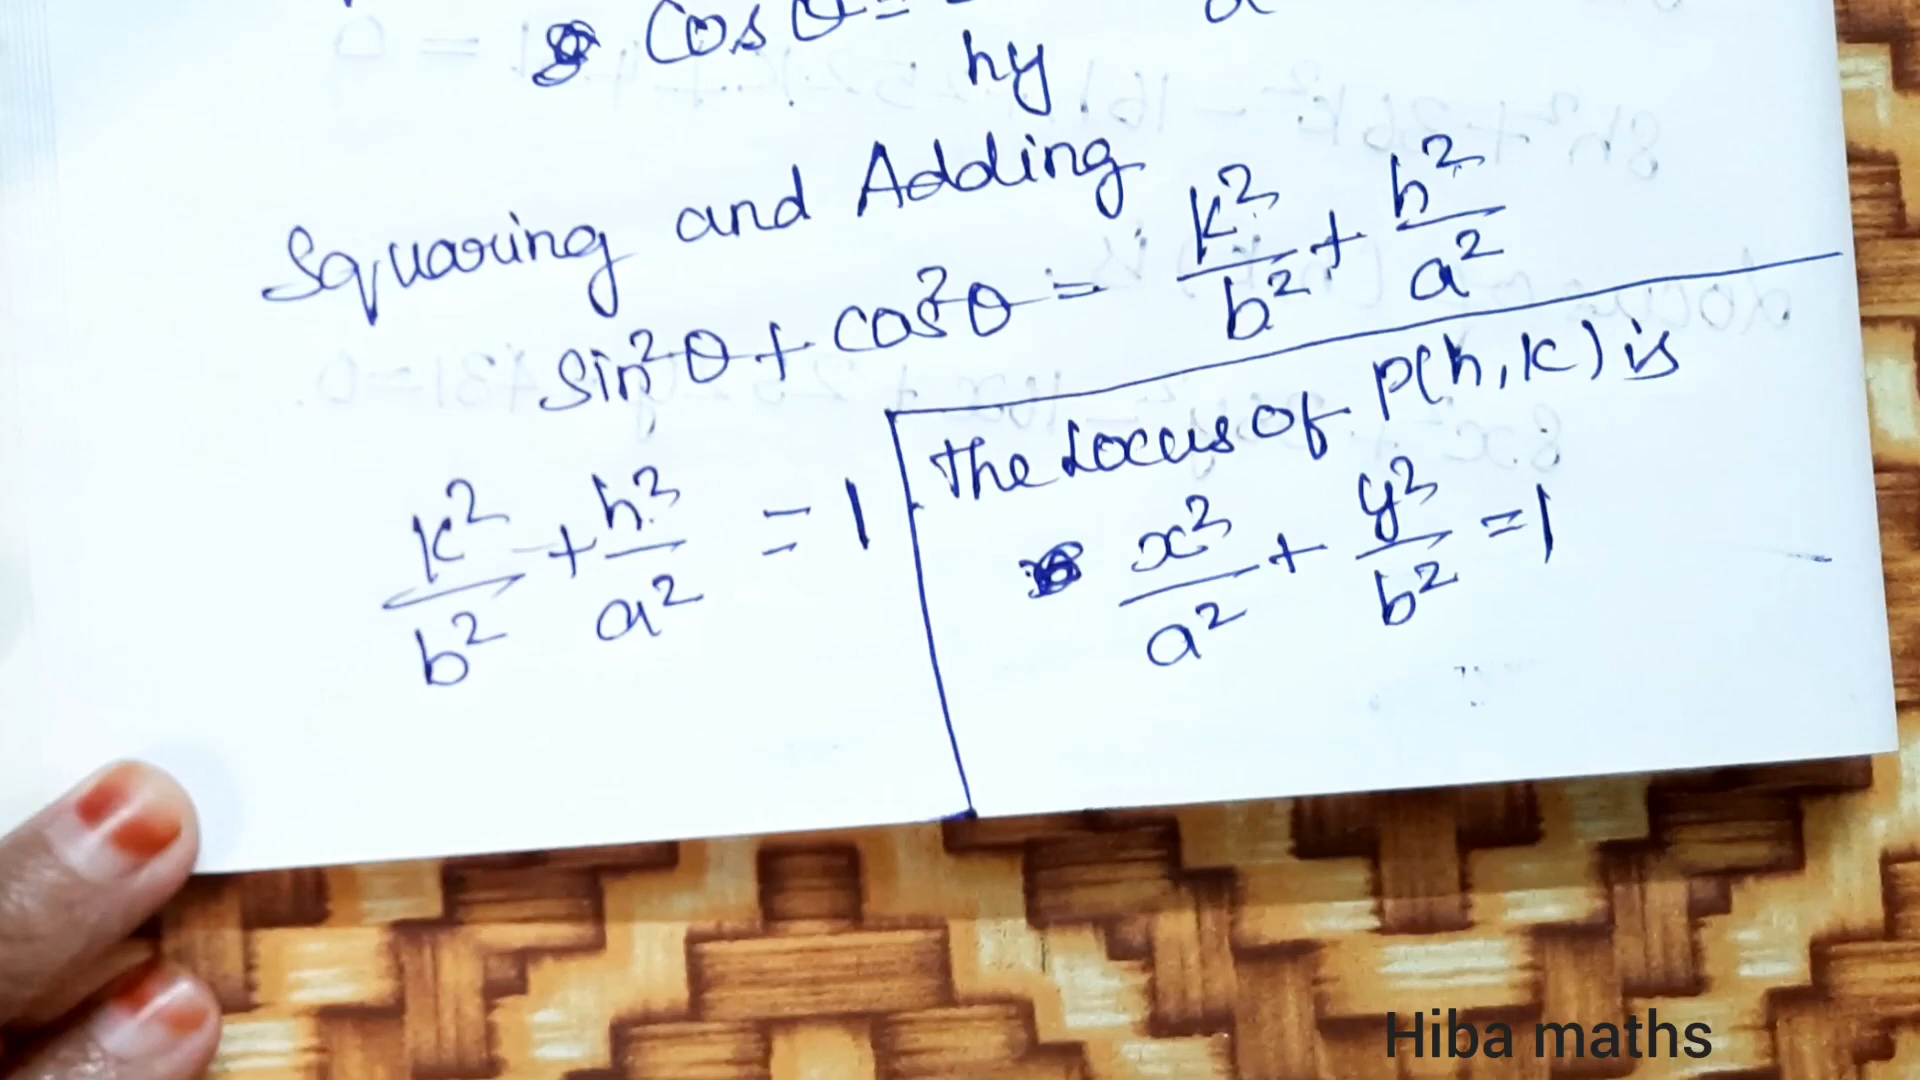 Cos θ =
hy
Squaring and Adding
sin²θ + cos²θ = k²/b² + h²/a²
k²/b² + h²/a² = 1
The Locus of P(h, k) is
x²/a² + y²/b² = 1
Hiba maths